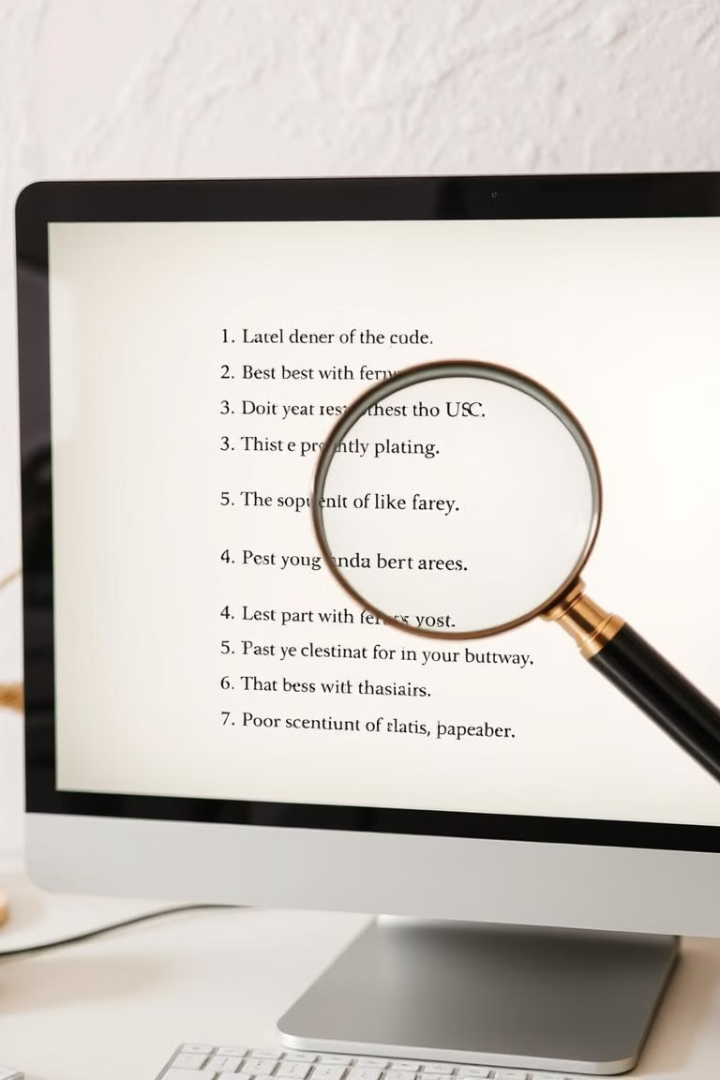 1. Latel dener of the code.
2. Best best with
3. Doit yeat thest tho USC.
3. Thist e plating.
5. The of like farey.
4. Pest youg bert arees.
4. Lest part with yost.
5. Past ye clestinat for in your buttway.
6. That bess witl thasiairs.
7. Poor scentiunt of tlatis, papeaber.